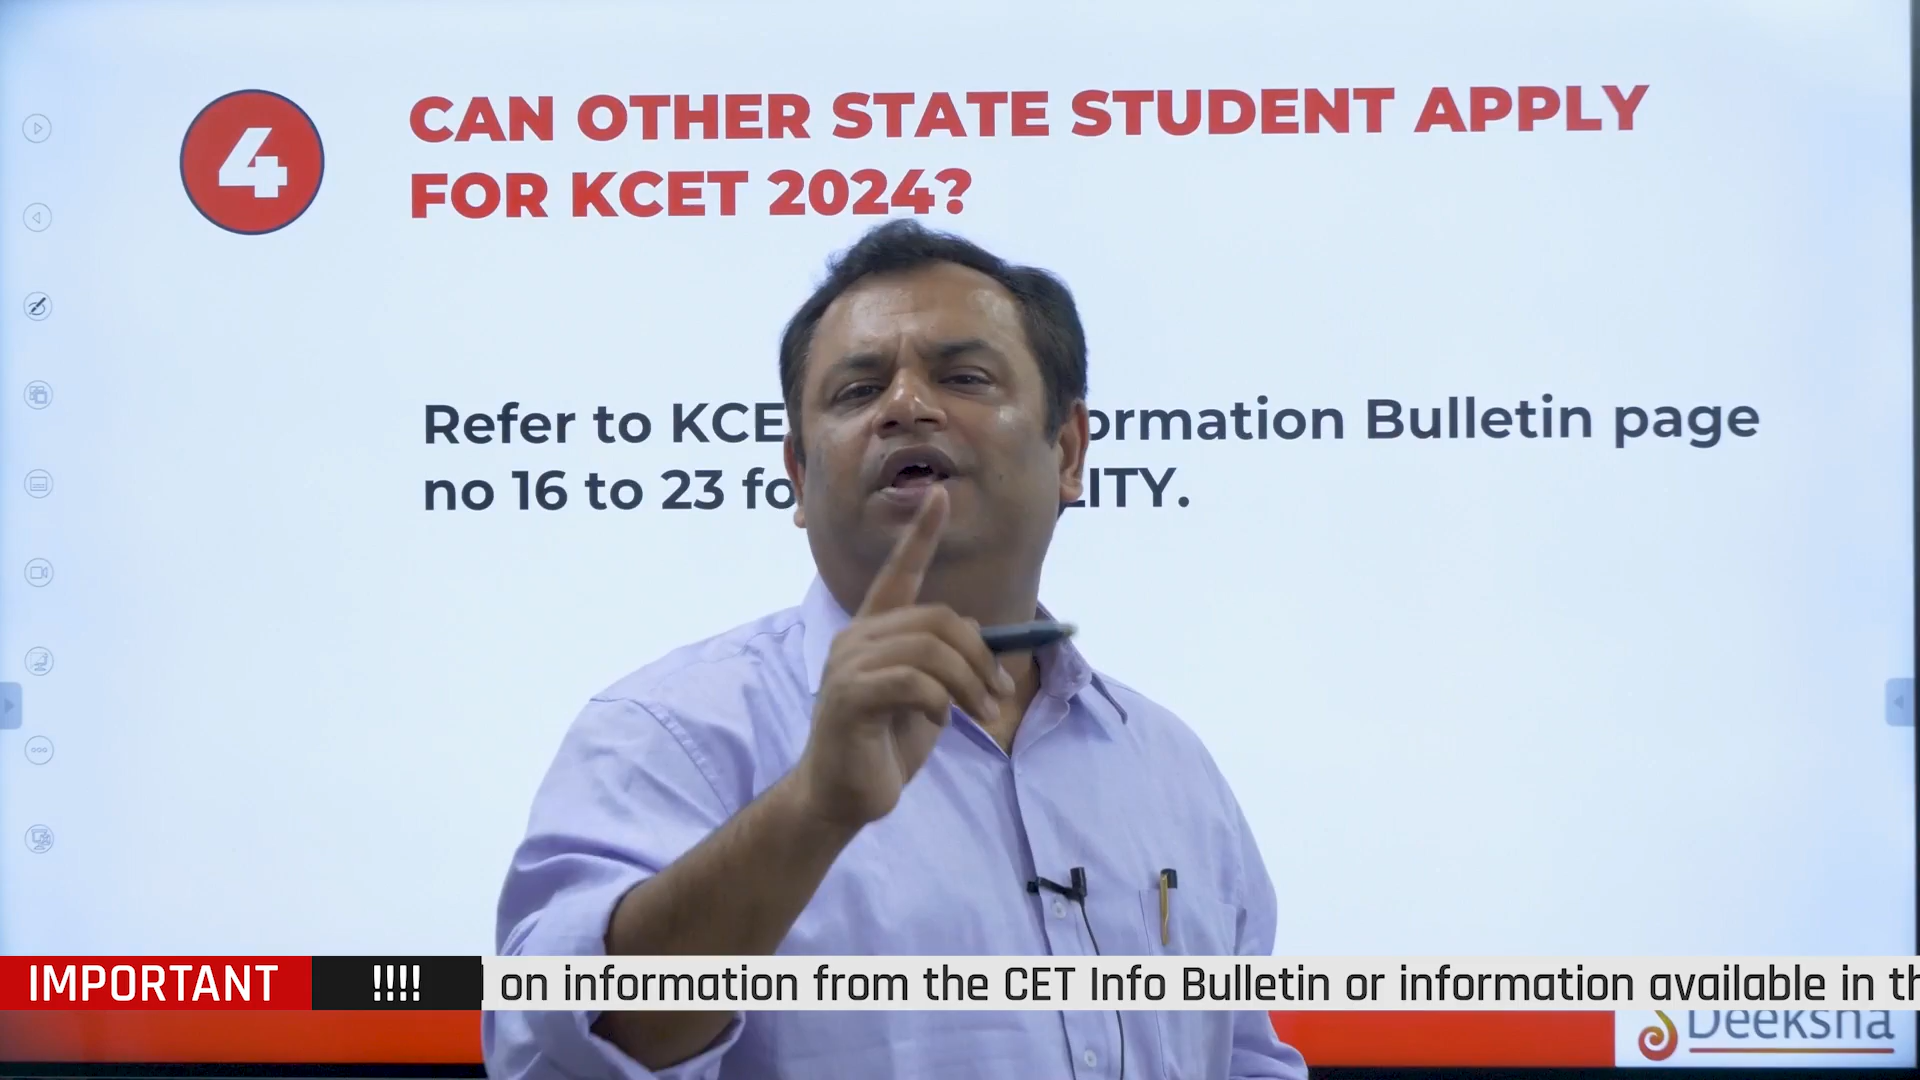 4
CAN OTHER STATE STUDENT APPLY
FOR KCET 2024?
Refer to KCE ormation Bulletin page
no 16 to 23 fo LITY.
IMPORTANT !!!! on information from the CET Info Bulletin or information available in th
Deeksha